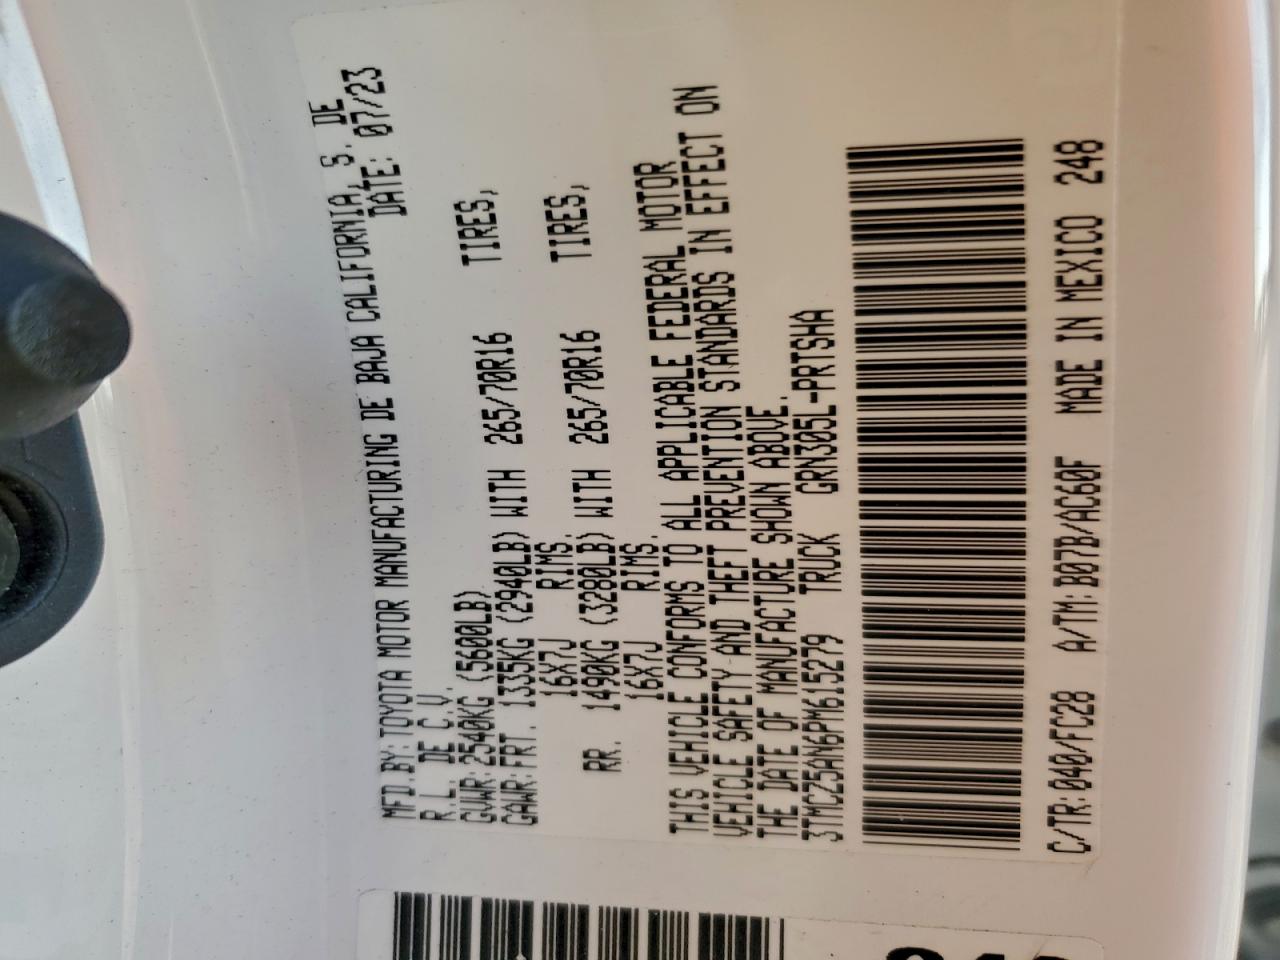 MFD.BY:TOYOTA MOTOR MANUFACTURING DE BAJA CALIFORNIA, S. DE
R.L. DE C.V. DATE: 07/23
GVWR:2540KG (5600LB)
GAWR:FRT. 1335KG (2940LB) WITH 265/70R16 TIRES,
16X7J RIMS.
RR. 1490KG (3280LB) WITH 265/70R16 TIRES,
16X7J RIMS.
THIS VEHICLE CONFORMS TO ALL APPLICABLE FEDERAL MOTOR
VEHICLE SAFETY AND THEFT PREVENTION STANDARDS IN EFFECT ON
THE DATE OF MANUFACTURE SHOWN ABOVE.
3TMCZ5AN6PM615279 TRUCK GRN305L-PRTSHA
C/TR:040/FC28 A/TM:B07B/AC60F MADE IN MEXICO 248